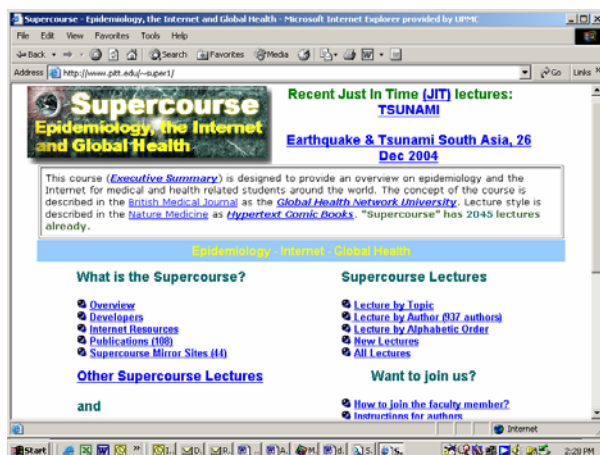 Supercourse - Epidemiology, the Internet and Global Health - Microsoft Internet Explorer provided by UPMC
File Edit View Favorites Tools Help
Back Search Favorites Media
Address http://www.pitt.edu/~super1/ Go Links »
Supercourse
Epidemiology, the Internet
and Global Health
Recent Just In Time (JIT) lectures:
TSUNAMI
Earthquake & Tsunami South Asia, 26
Dec 2004
This course (Executive Summary) is designed to provide an overview on epidemiology and the
Internet for medical and health related students around the world. The concept of the course is
described in the British Medical Journal as the Global Health Network University. Lecture style is
described in the Nature Medicine as Hypertext Comic Books. "Supercourse" has 2045 lectures
already.
Epidemiology - Internet - Global Health
What is the Supercourse?
Overview
Developers
Internet Resources
Publications (108)
Supercourse Mirror Sites (44)
Other Supercourse Lectures
and
Supercourse Lectures
Lecture by Topic
Lecture by Author (937 authors)
Lecture by Alphabetic Order
New Lectures
All Lectures
Want to join us?
How to join the faculty member?
Instructions for authors
Internet
Start 2:28 PM